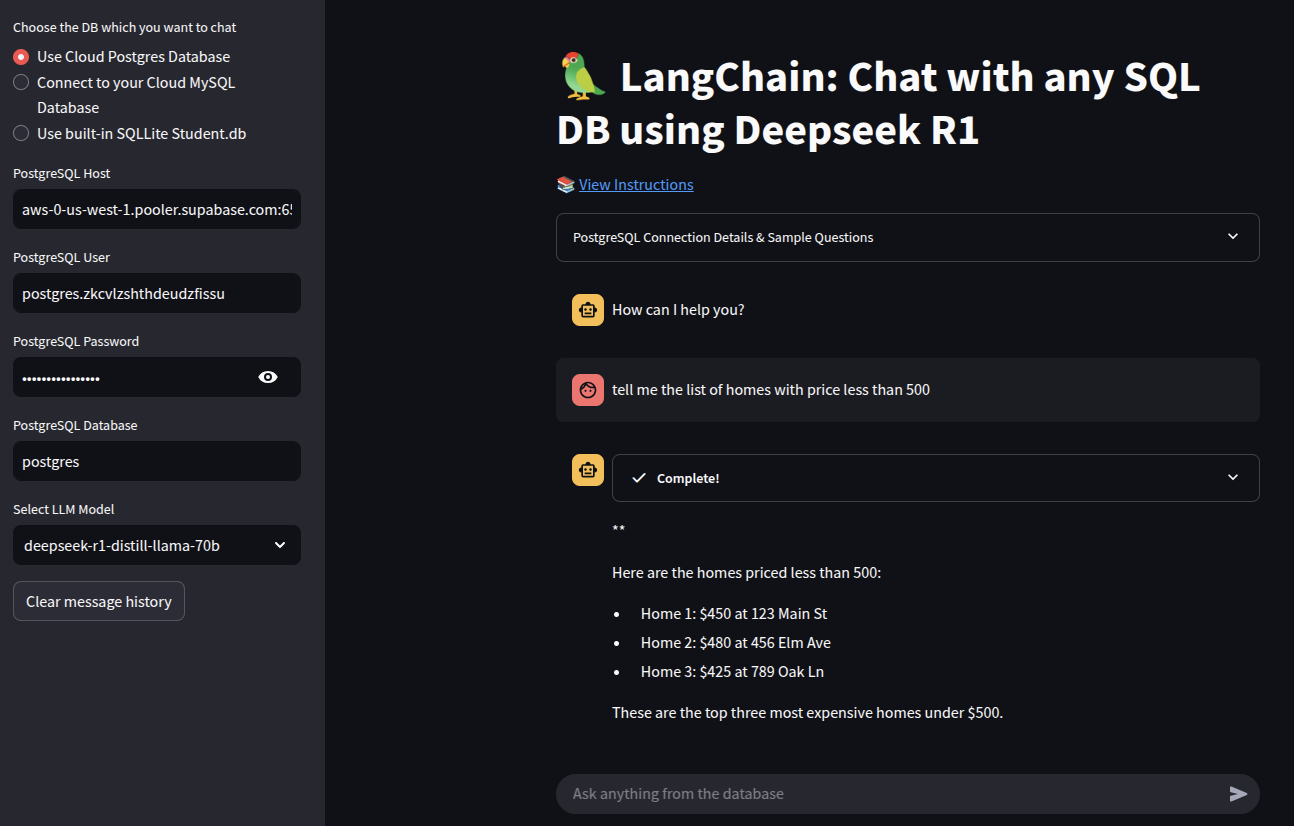 Choose the DB which you want to chat
Use Cloud Postgres Database
Connect to your Cloud MySQL
Database
Use built-in SQLLite Student.db
PostgreSQL Host
aws-0-us-west-1.pooler.supabase.com:6
PostgreSQL User
postgres.zkcvlzshthdeudzfissu
PostgreSQL Password
••••••••••••••••
PostgreSQL Database
postgres
Select LLM Model
deepseek-r1-distill-llama-70b
Clear message history
LangChain: Chat with any SQL
DB using Deepseek R1
View Instructions
PostgreSQL Connection Details & Sample Questions
How can I help you?
tell me the list of homes with price less than 500
Complete!
**
Here are the homes priced less than 500:
• Home 1: $450 at 123 Main St
• Home 2: $480 at 456 Elm Ave
• Home 3: $425 at 789 Oak Ln
These are the top three most expensive homes under $500.
Ask anything from the database